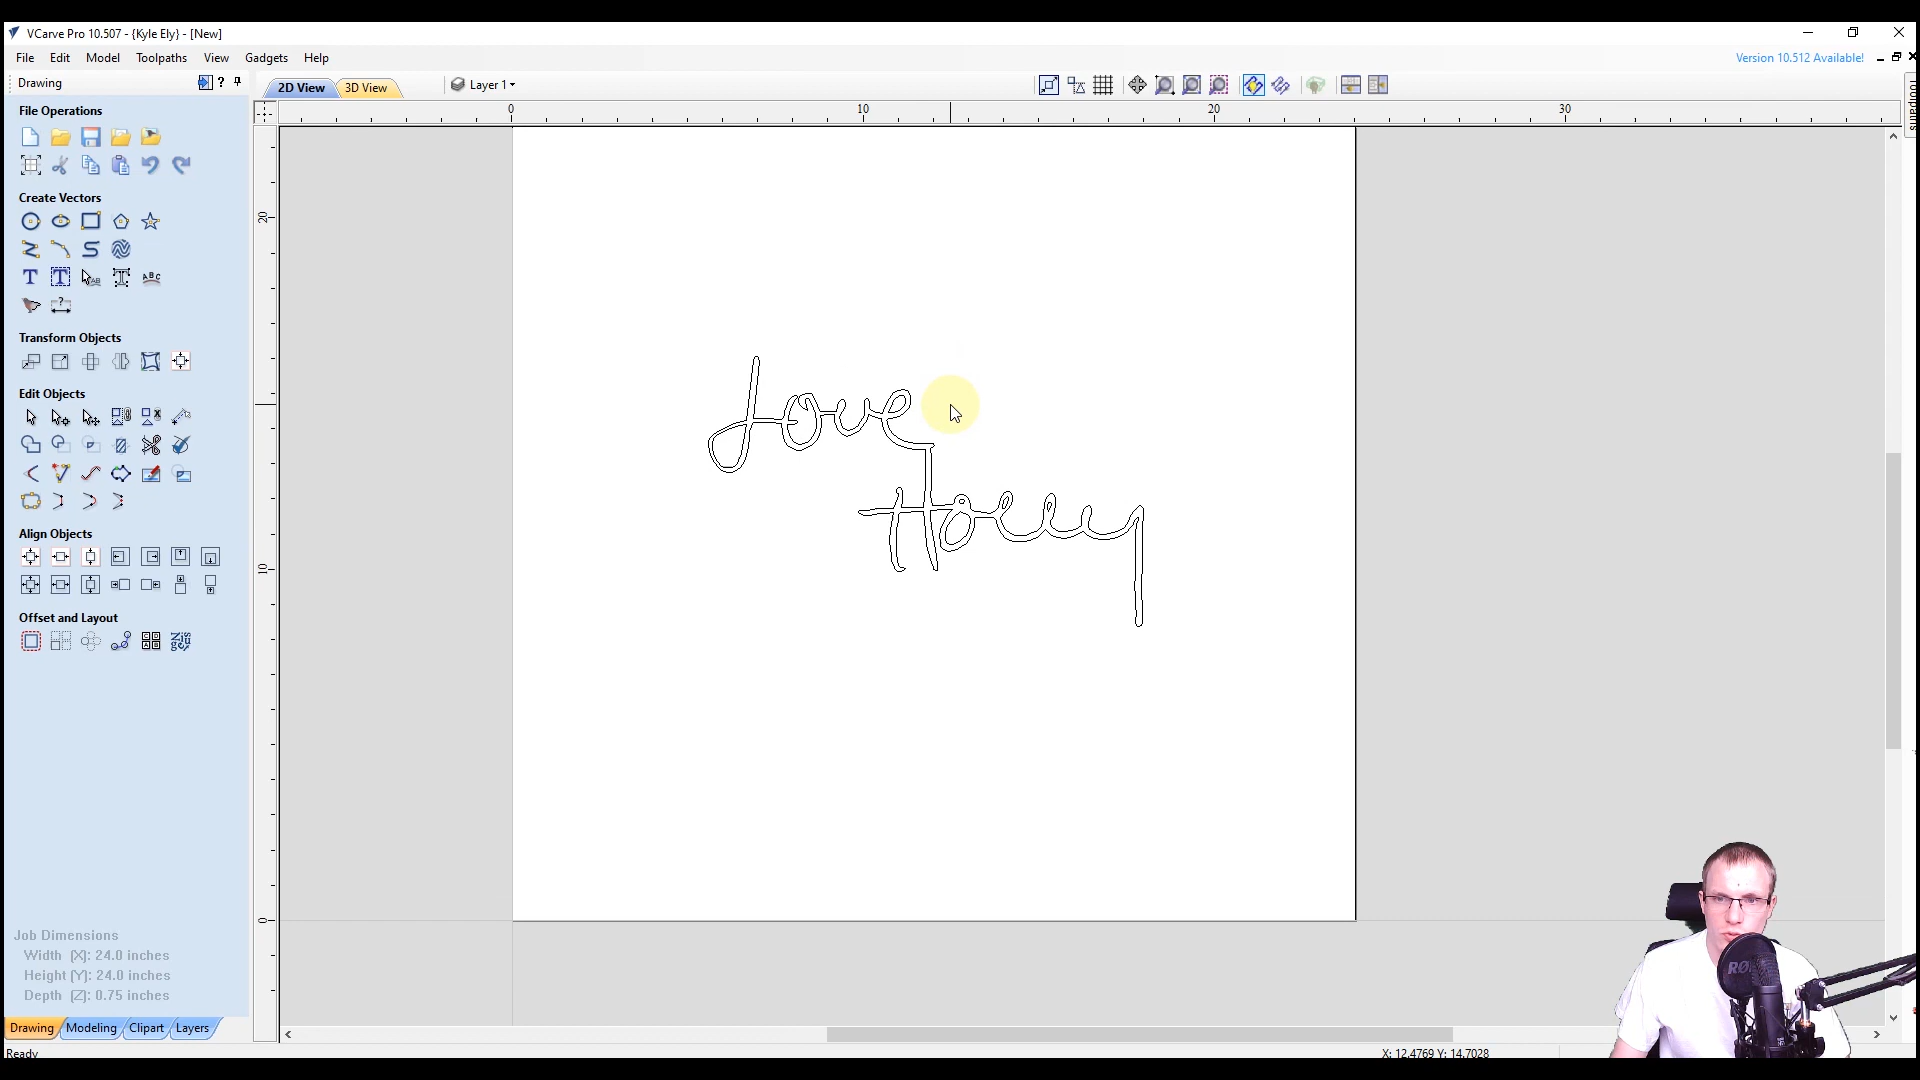 VCarve Pro 10.507 - {Kyle Ely} - [New]
File Edit Model Toolpaths View Gadgets Help
Version 10.512 Available!
Drawing
2D View 3D View Layer 1
0 10 20 30
File Operations
Create Vectors
Transform Objects
Edit Objects
Align Objects
Offset and Layout
20
10
0
Love
Holly
Job Dimensions
Width (X): 24.0 inches
Height (Y): 24.0 inches
Depth (Z): 0.75 inches
Drawing Modeling Clipart Layers
Ready
X: 12.4769 Y: 14.7028